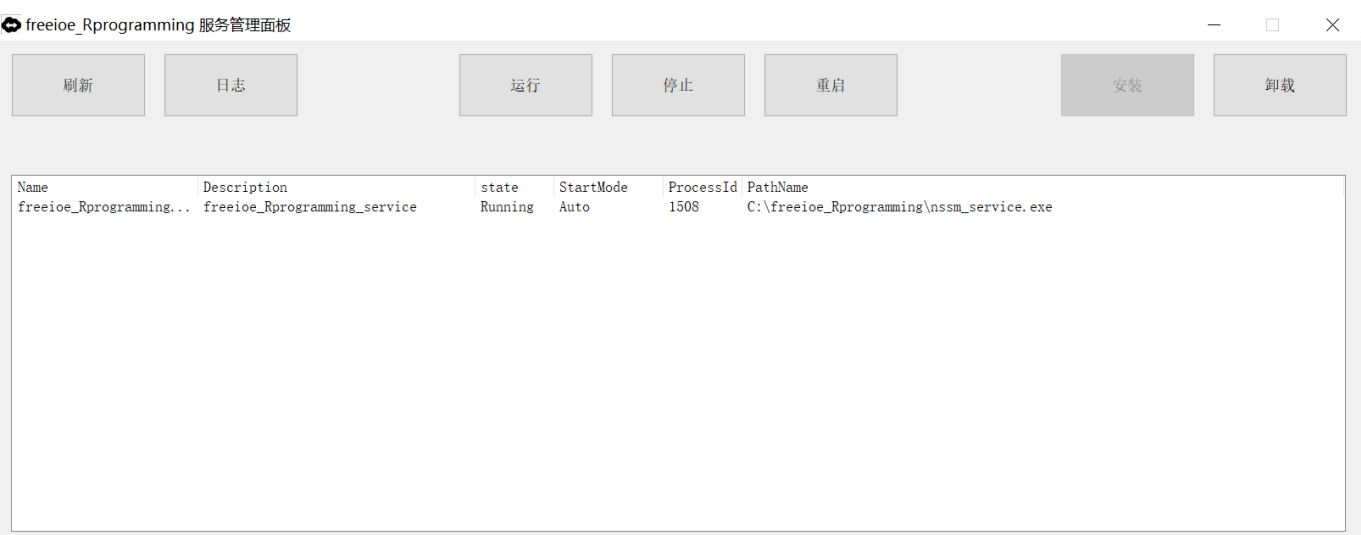 freeioe_Rprogramming 服务管理面板
刷新 日志 运行 停止 重启 安装 卸载
Name Description state StartMode ProcessId PathName
freeioe_Rprogramming... freeioe_Rprogramming_service Running Auto 1508 C:\freeioe_Rprogramming\nssm_service.exe